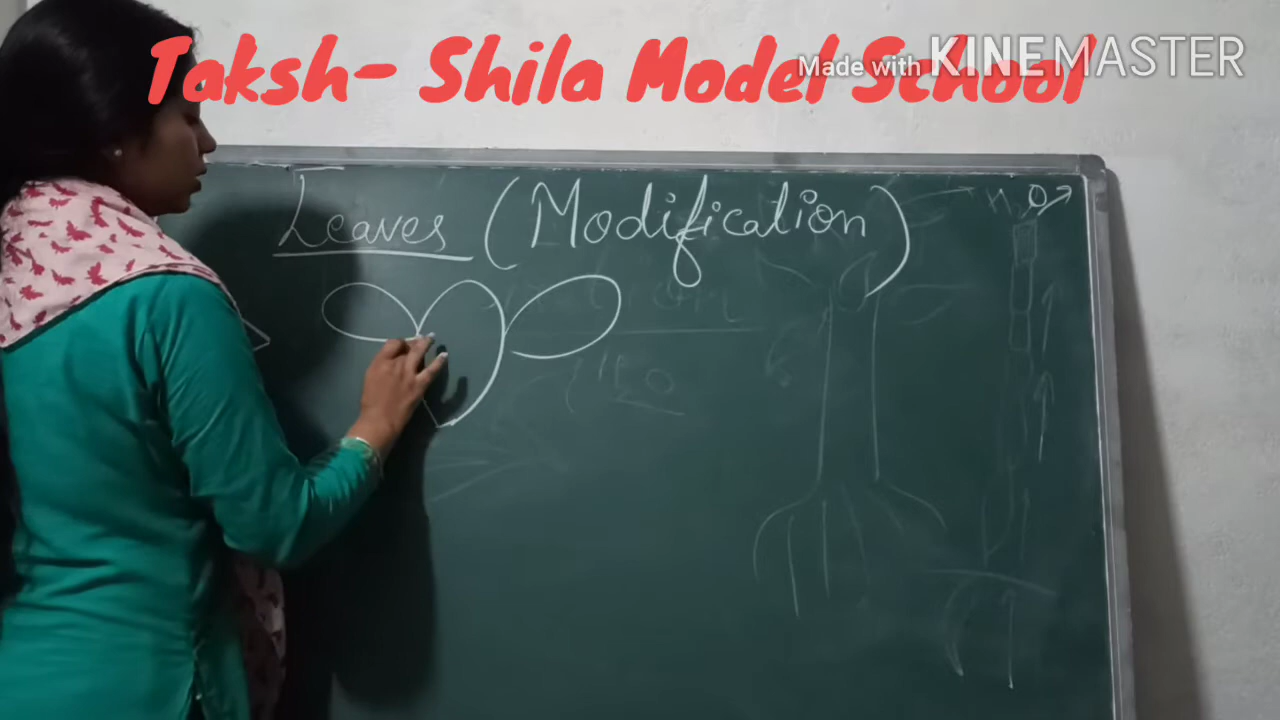 Taksh- Shila Model School
Made with KINEMASTER
Leaves (Modification)